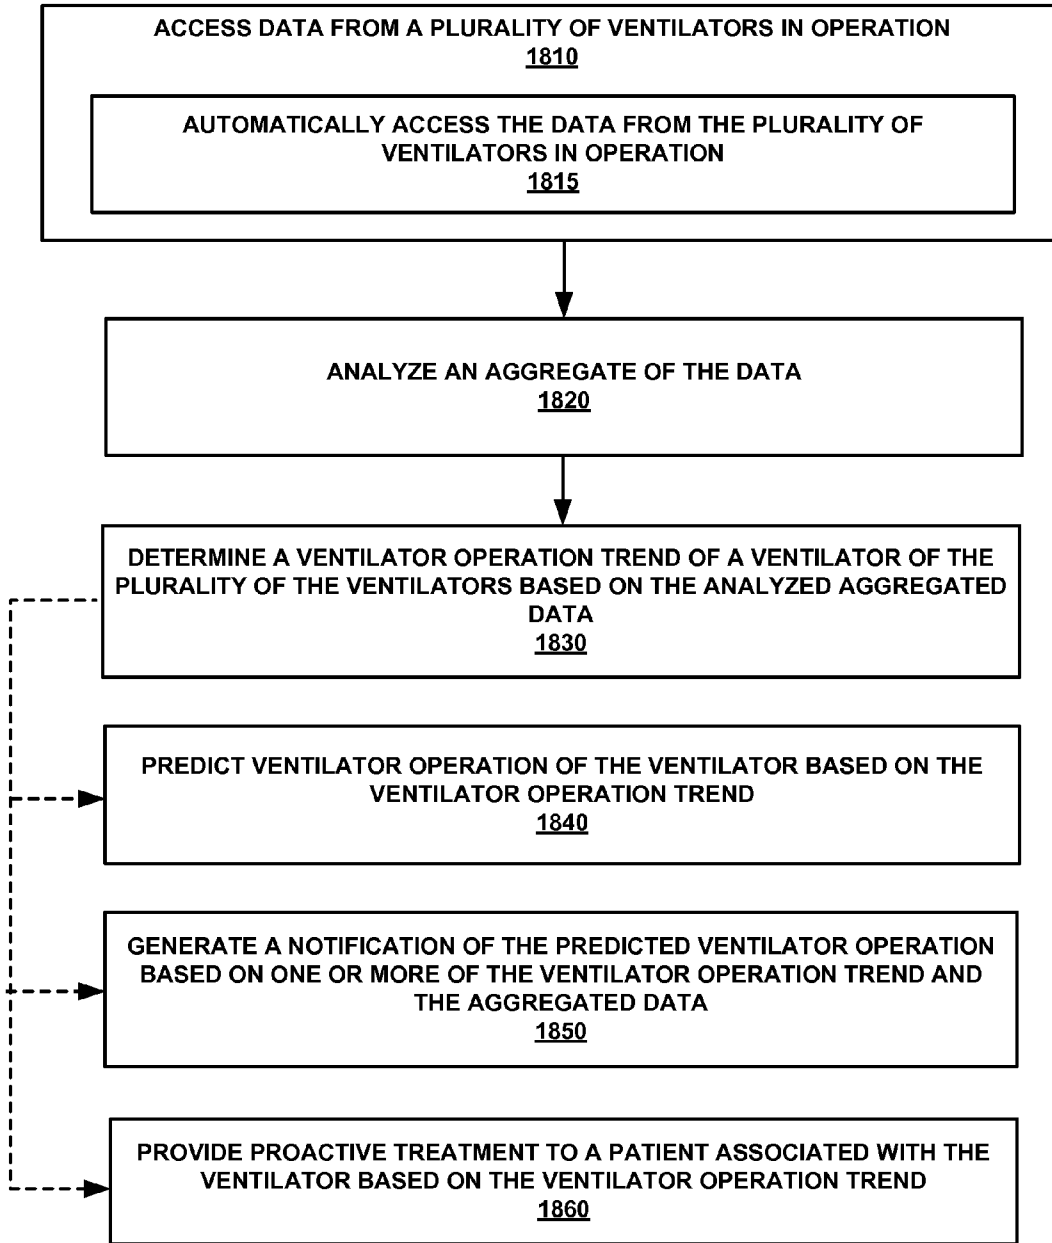 ACCESS DATA FROM A PLURALITY OF VENTILATORS IN OPERATION
1810
AUTOMATICALLY ACCESS THE DATA FROM THE PLURALITY OF
VENTILATORS IN OPERATION
1815
ANALYZE AN AGGREGATE OF THE DATA
1820
DETERMINE A VENTILATOR OPERATION TREND OF A VENTILATOR OF THE
PLURALITY OF THE VENTILATORS BASED ON THE ANALYZED AGGREGATED
DATA
1830
PREDICT VENTILATOR OPERATION OF THE VENTILATOR BASED ON THE
VENTILATOR OPERATION TREND
1840
GENERATE A NOTIFICATION OF THE PREDICTED VENTILATOR OPERATION
BASED ON ONE OR MORE OF THE VENTILATOR OPERATION TREND AND
THE AGGREGATED DATA
1850
PROVIDE PROACTIVE TREATMENT TO A PATIENT ASSOCIATED WITH THE
VENTILATOR BASED ON THE VENTILATOR OPERATION TREND
1860